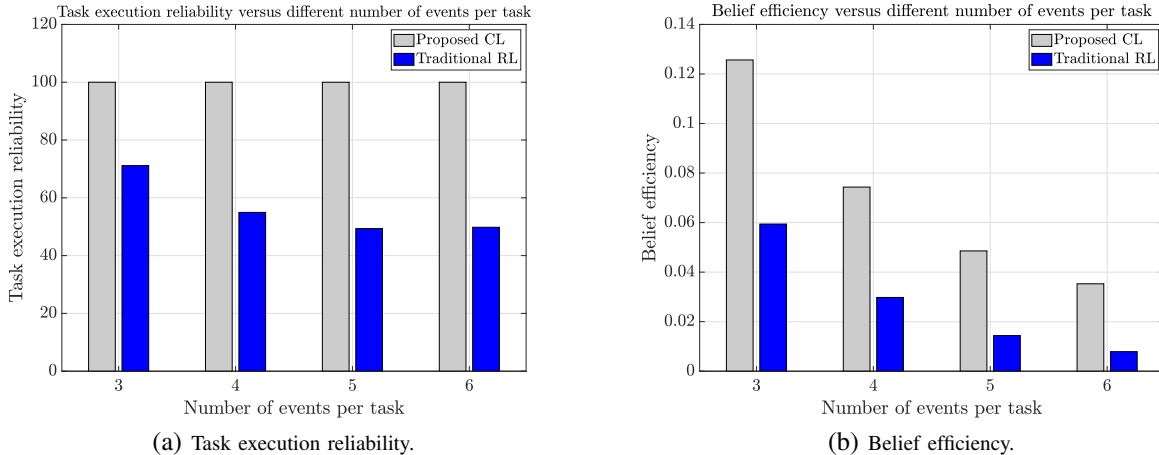 Task execution reliability versus different number of events per task
120
100
80
60
40
20
0
Task execution reliability
Proposed CL
Traditional RL
3 4 5 6
Number of events per task
(a) Task execution reliability.
Belief efficiency versus different number of events per task
0.14
0.12
0.1
0.08
0.06
0.04
0.02
0
Belief efficiency
Proposed CL
Traditional RL
3 4 5 6
Number of events per task
(b) Belief efficiency.